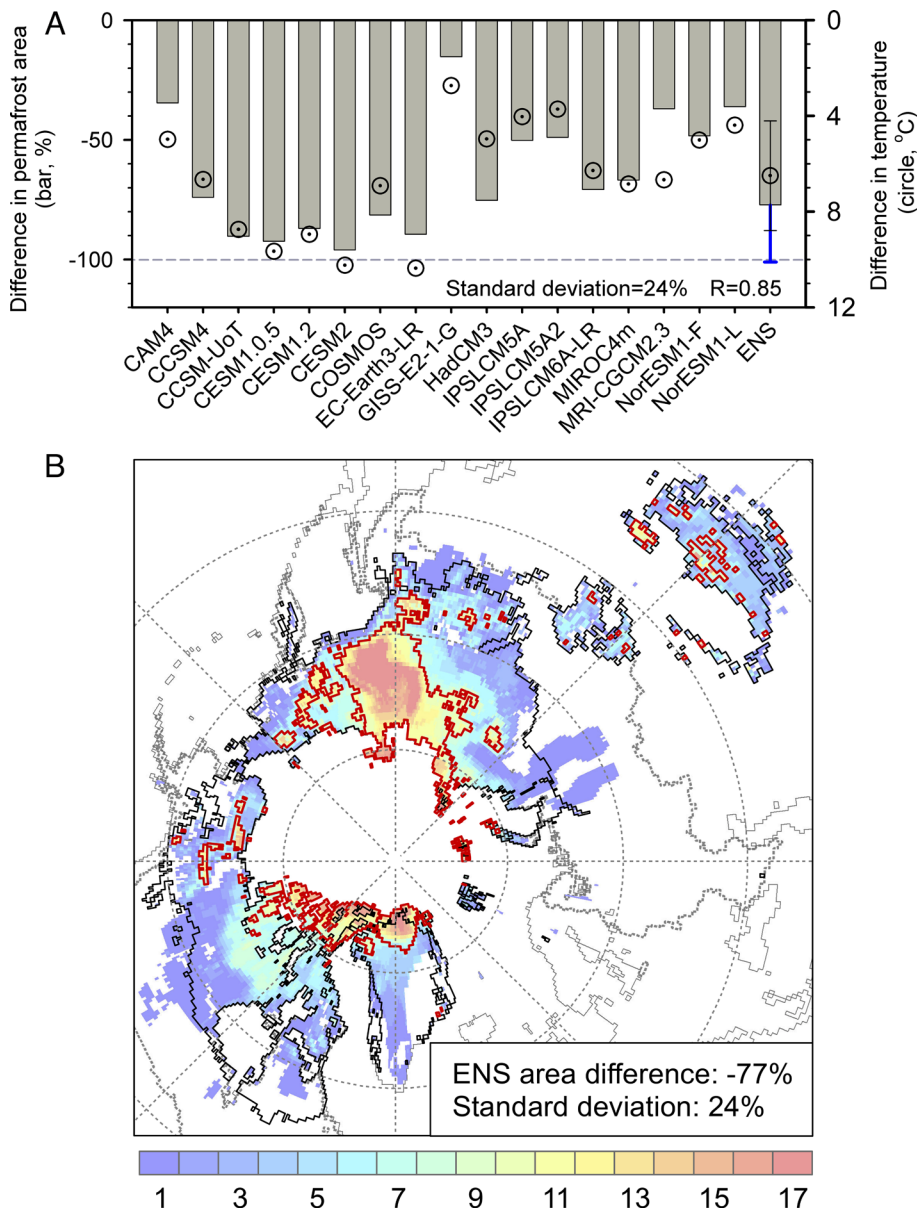 A
Difference in permafrost area
(bar, %)
0
-50
-100
0
4
8
12
Difference in temperature
(circle, °C)
Standard deviation=24% R=0.85
CAM4
CCSM4
CCSM-UoT
CESM1.0.5
CESM1.2
CESM2
COSMOS
EC-Earth3-LR
GISS-E2-1-G
HadCM3
IPSLCM5A
IPSLCM5A2
IPSLCM6A-LR
MIROC4m
MRI-CGCM2.3
NorESM1-F
NorESM1-L
ENS
B
ENS area difference: -77%
Standard deviation: 24%
1 3 5 7 9 11 13 15 17